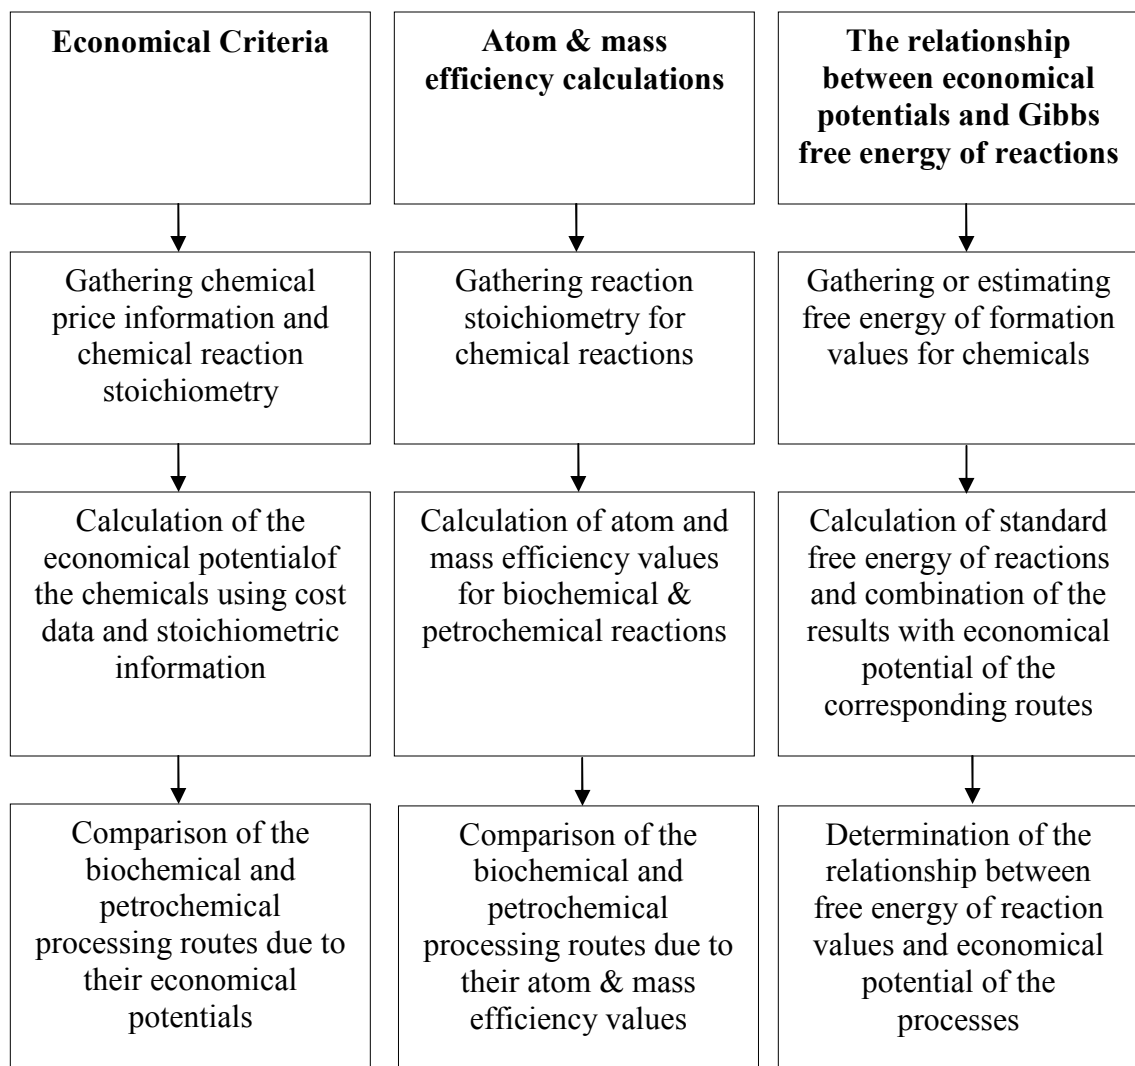 Economical Criteria
Gathering chemical
price information and
chemical reaction
stoichiometry
Calculation of the
economical potentialof
the chemicals using cost
data and stoichiometric
information
Comparison of the
biochemical and
petrochemical
processing routes due to
their economical
potentials
Atom & mass
efficiency calculations
Gathering reaction
stoichiometry for
chemical reactions
Calculation of atom and
mass efficiency values
for biochemical &
petrochemical reactions
Comparison of the
biochemical and
petrochemical
processing routes due to
their atom & mass
efficiency values
The relationship
between economical
potentials and Gibbs
free energy of reactions
Gathering or estimating
free energy of formation
values for chemicals
Calculation of standard
free energy of reactions
and combination of the
results with economical
potential of the
corresponding routes
Determination of the
relationship between
free energy of reaction
values and economical
potential of the
processes